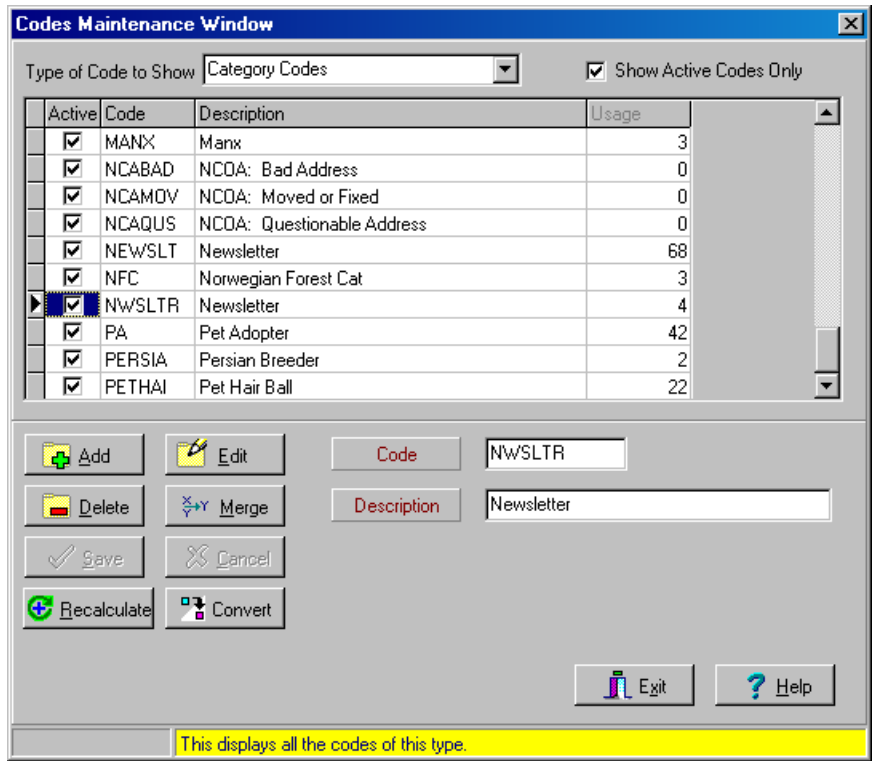 Codes Maintenance Window
Type of Code to Show Category Codes Show Active Codes Only
Active Code Description Usage
MANX Manx 3
NCABAD NCOA: Bad Address 0
NCAMOV NCOA: Moved or Fixed 0
NCAQUS NCOA: Questionable Address 0
NEWSLT Newsletter 68
NFC Norwegian Forest Cat 3
NWSLTR Newsletter 4
PA Pet Adopter 42
PERSIA Persian Breeder 2
PETHAI Pet Hair Ball 22
Add Edit Code NWSLTR
Delete X Y Y Merge Description Newsletter
Save Cancel
Recalculate Convert
Exit ? Help
This displays all the codes of this type.